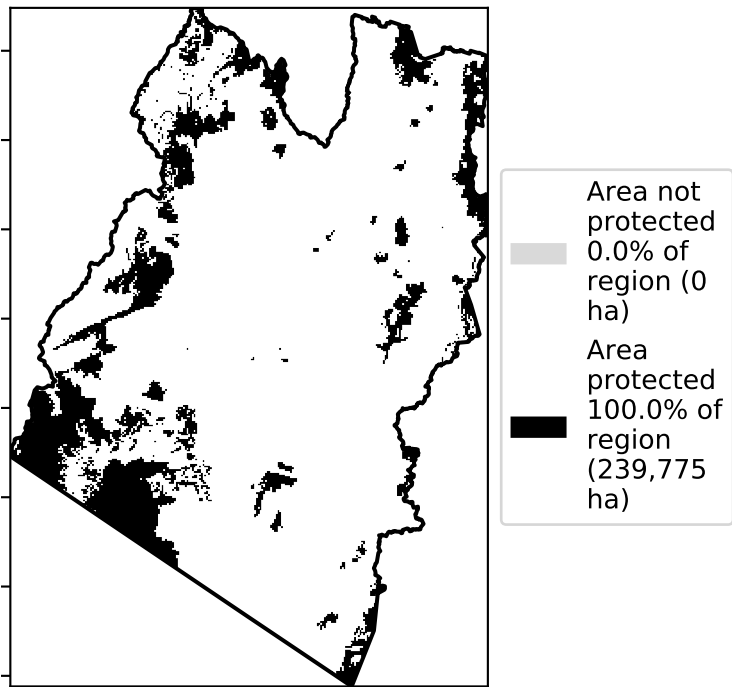 Area not
protected
0.0% of
region (0
ha)
Area
protected
100.0% of
region
(239,775
ha)